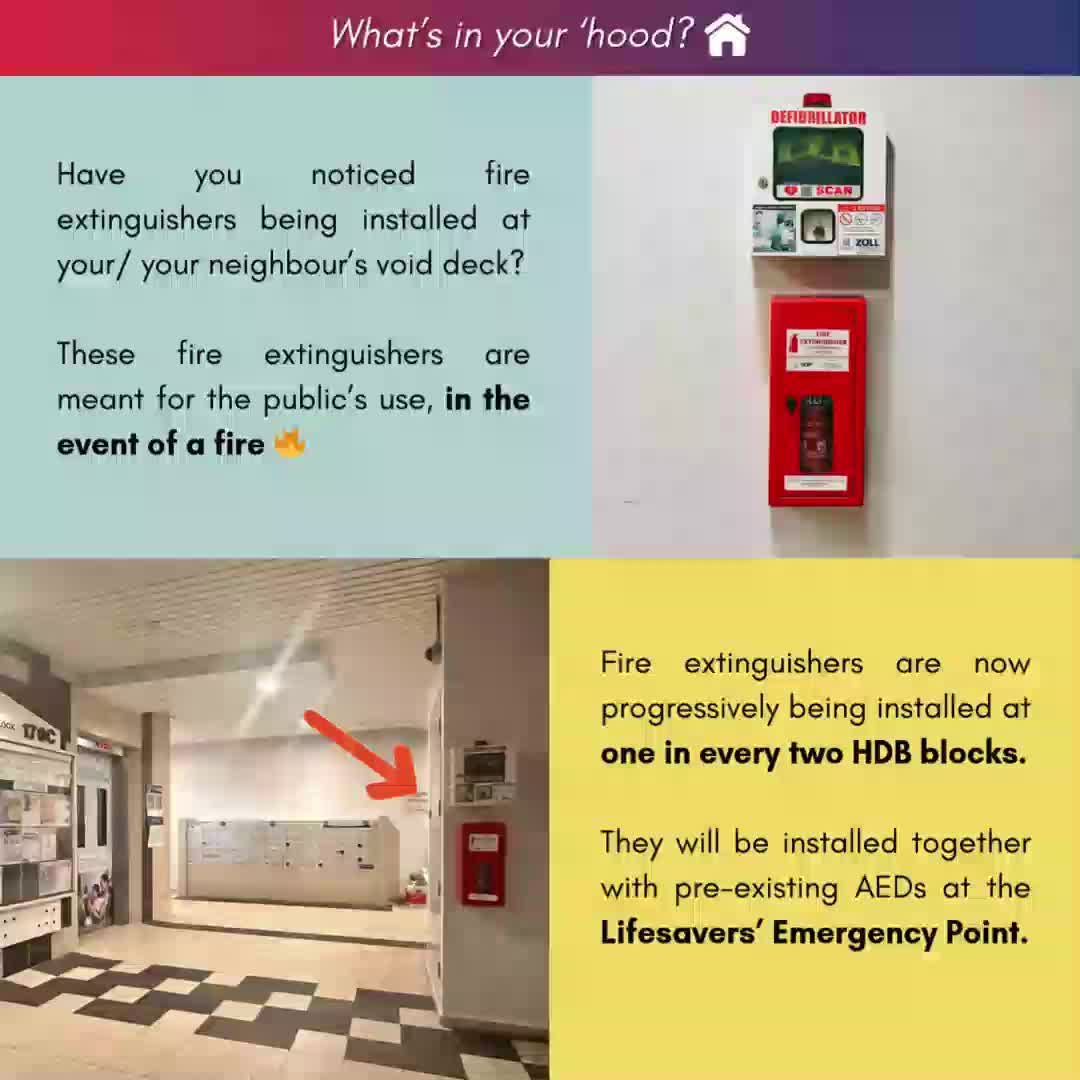 What's in your 'hood?
Have you noticed fire
extinguishers being installed at
your/ your neighbour's void deck?
These fire extinguishers are
meant for the public's use, in the
event of a fire
DEFIBRILLATOR
SCAN
ZOLL
FIRE
EXTINGUISHER
170C
Fire extinguishers are now
progressively being installed at
one in every two HDB blocks.
They will be installed together
with pre-existing AEDs at the
Lifesavers' Emergency Point.